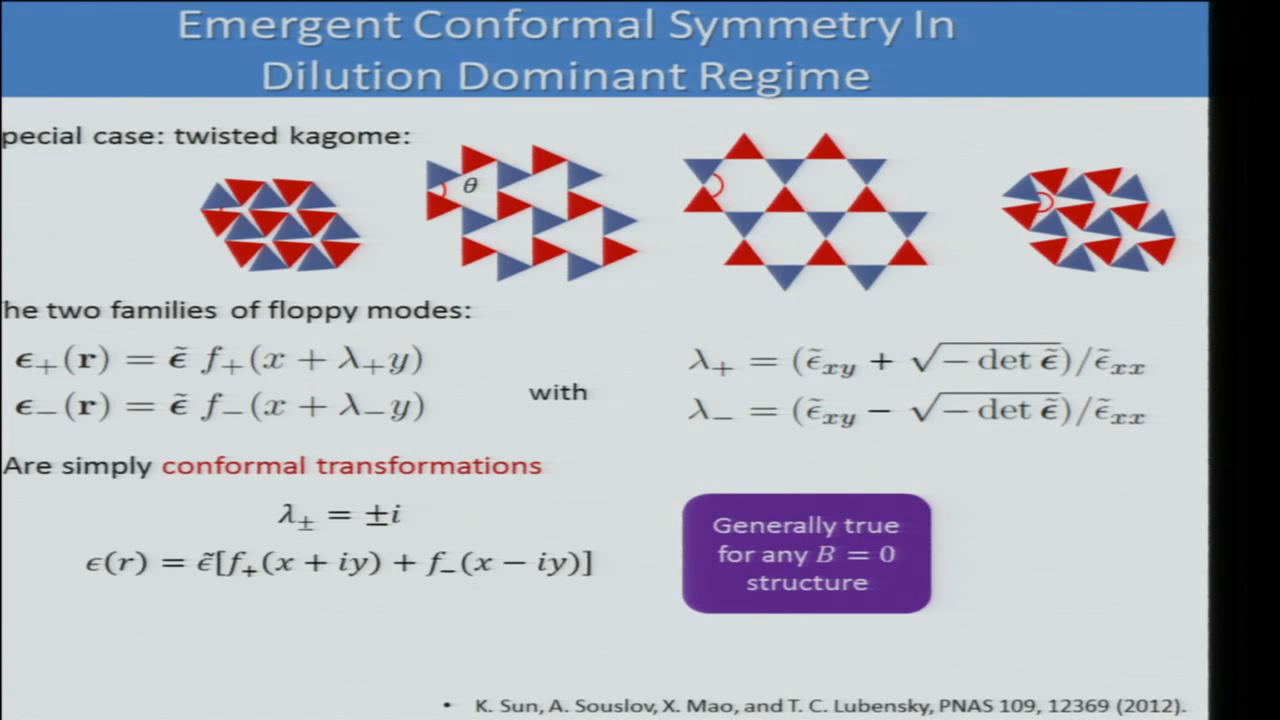 Emergent Conformal Symmetry In
Dilution Dominant Regime
pecial case: twisted kagome:
θ
he two families of floppy modes:
ϵ₊(r) = ϵ̃ f₊(x + λ₊y)
λ₊ = (ϵ̃ₓᵧ + √(− det ϵ̃))/ϵ̃ₓₓ
ϵ₋(r) = ϵ̃ f₋(x + λ₋y)
with
λ₋ = (ϵ̃ₓᵧ − √(− det ϵ̃))/ϵ̃ₓₓ
Are simply conformal transformations
λ± = ±i
ϵ(r) = ϵ̃[f₊(x + iy) + f₋(x − iy)]
Generally true
for any B = 0
structure
• K. Sun, A. Souslov, X. Mao, and T. C. Lubensky, PNAS 109, 12369 (2012).